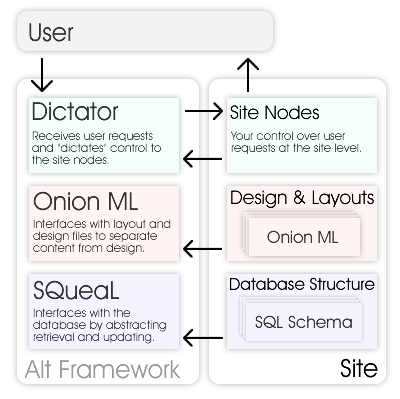 User
Dictator
Receives user requests
and "dictates" control to
the site nodes.
Site Nodes
Your control over user
requests at the site level.
Onion ML
Interfaces with layout and
design files to separate
content from design.
Design & Layouts
Onion ML
SQueaL
Interfaces with the
database by abstracting
retrieval and updating.
Database Structure
SQL Schema
Alt Framework
Site